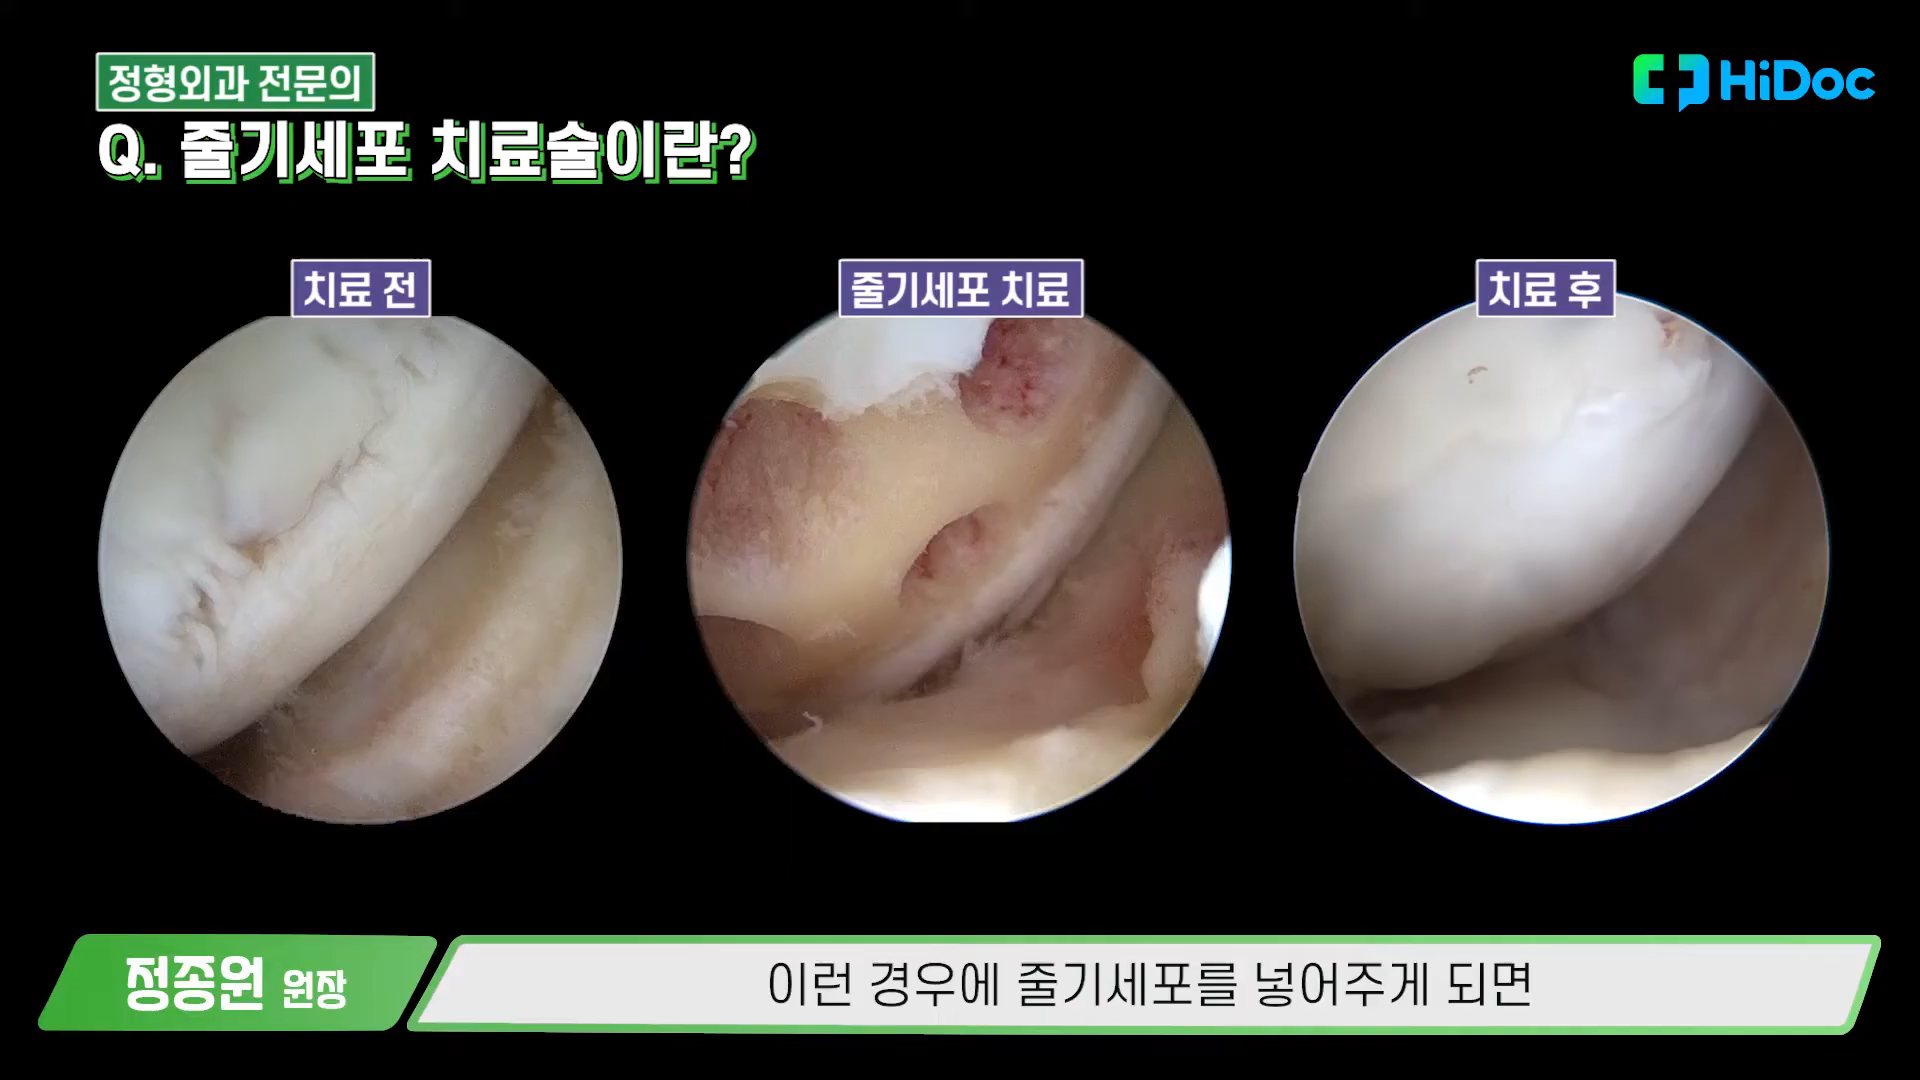 정형외과 전문의
HiDoc
Q. 줄기세포 치료술이란?
치료 전
줄기세포 치료
치료 후
정종원 원장
이런 경우에 줄기세포를 넣어주게 되면